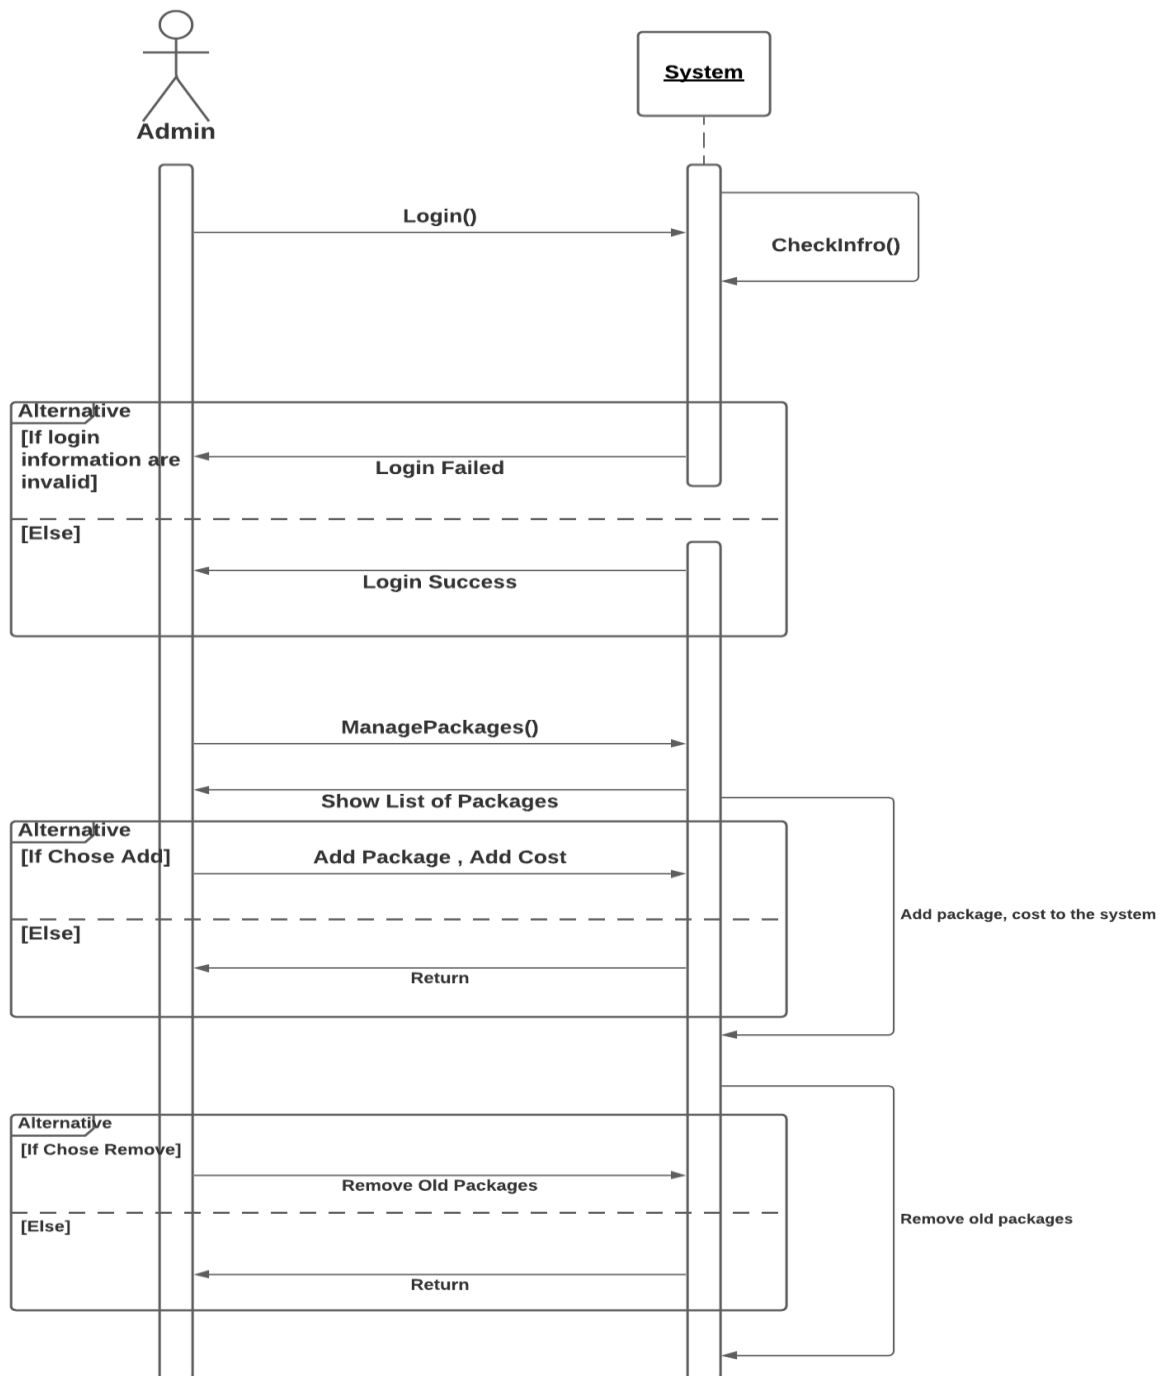 Admin
System
Login()
CheckInfro()
Alternative
[If login
information are
invalid]
Login Failed
[Else]
Login Success
ManagePackages()
Show List of Packages
Alternative
[If Chose Add]
Add Package , Add Cost
Add package, cost to the system
[Else]
Return
Alternative
[If Chose Remove]
Remove Old Packages
Remove old packages
[Else]
Return